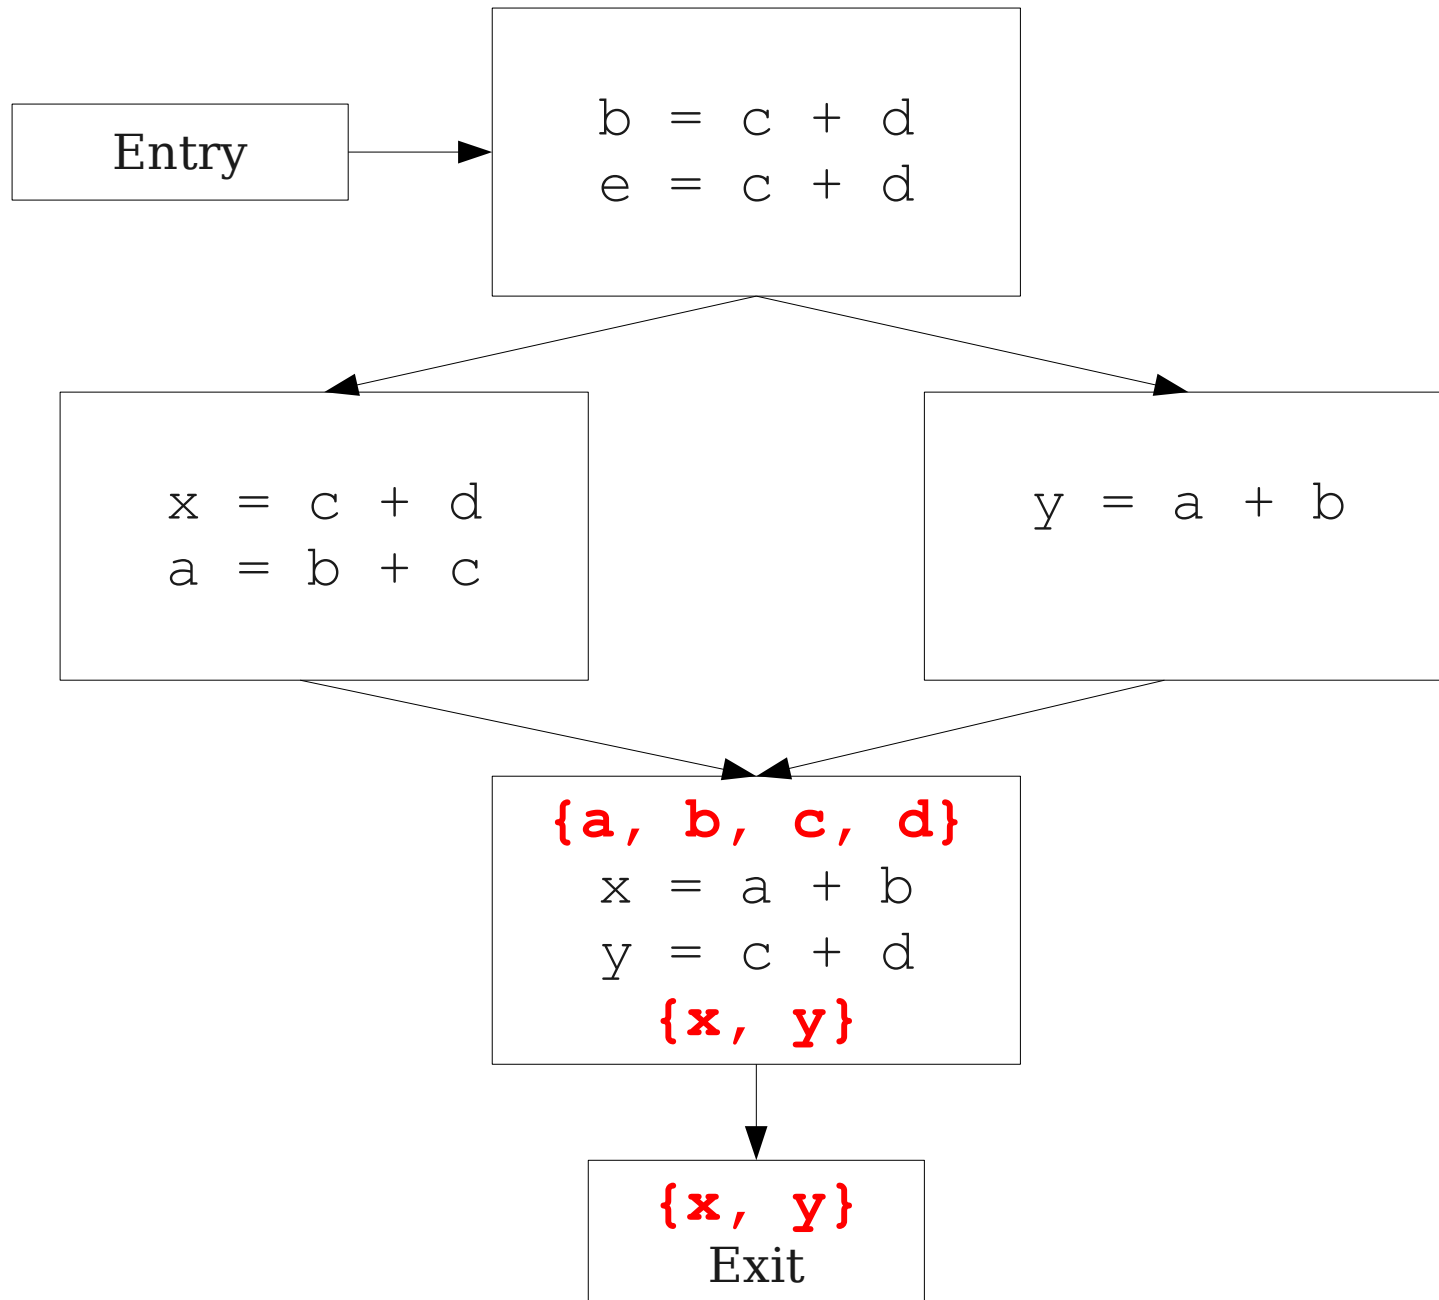 Entry
b = c + d
e = c + d
x = c + d
a = b + c
y = a + b
{a, b, c, d}
x = a + b
y = c + d
{x, y}
{x, y}
Exit